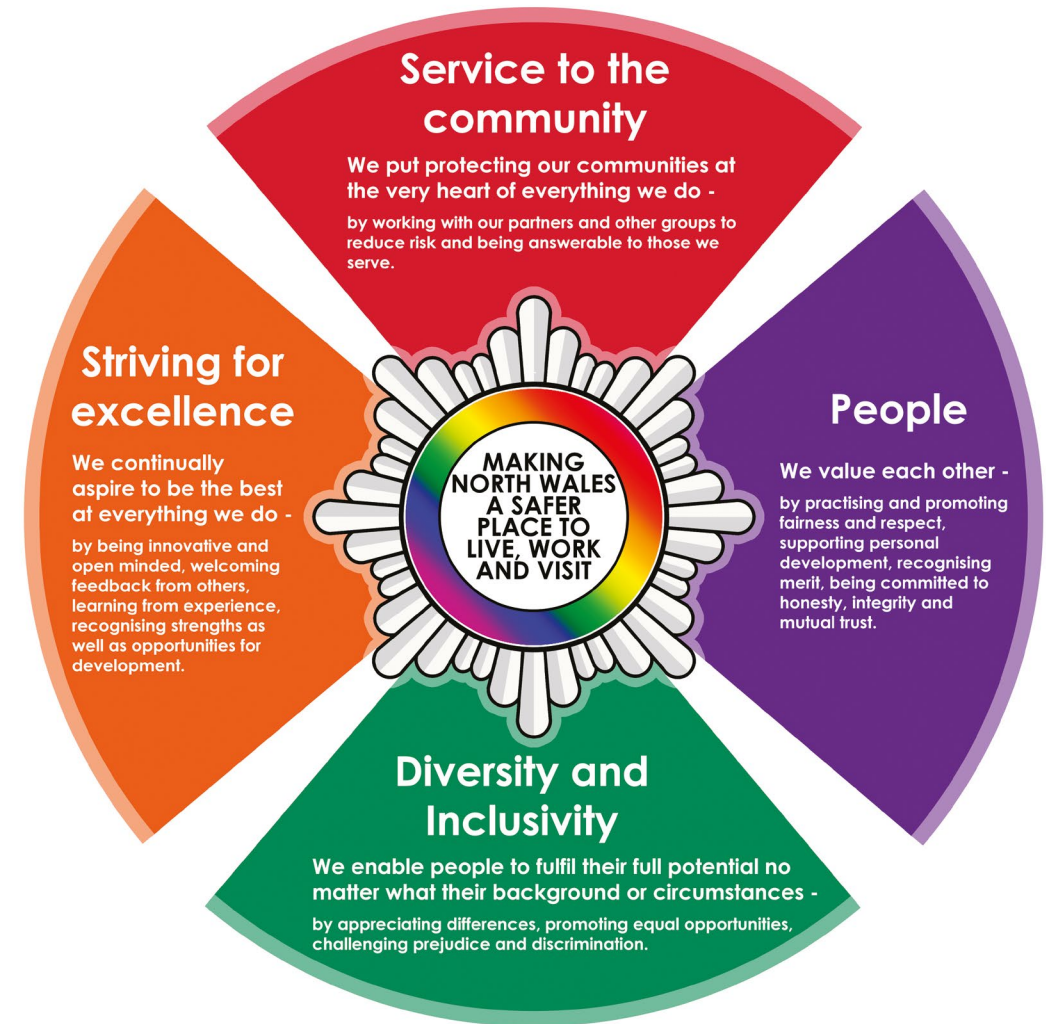 Service to the
community
We put protecting our communities at
the very heart of everything we do -
by working with our partners and other groups to
reduce risk and being answerable to those we
serve.
Striving for
excellence
We continually
aspire to be the best
at everything we do -
by being innovative and
open minded, welcoming
feedback from others,
learning from experience,
recognising strengths as
well as opportunities for
development.
MAKING
NORTH WALES
A SAFER
PLACE TO
LIVE, WORK
AND VISIT
People
We value each other -
by practising and promoting
fairness and respect,
supporting personal
development, recognising
merit, being committed to
honesty, integrity and
mutual trust.
Diversity and
Inclusivity
We enable people to fulfil their full potential no
matter what their background or circumstances -
by appreciating differences, promoting equal opportunities,
challenging prejudice and discrimination.